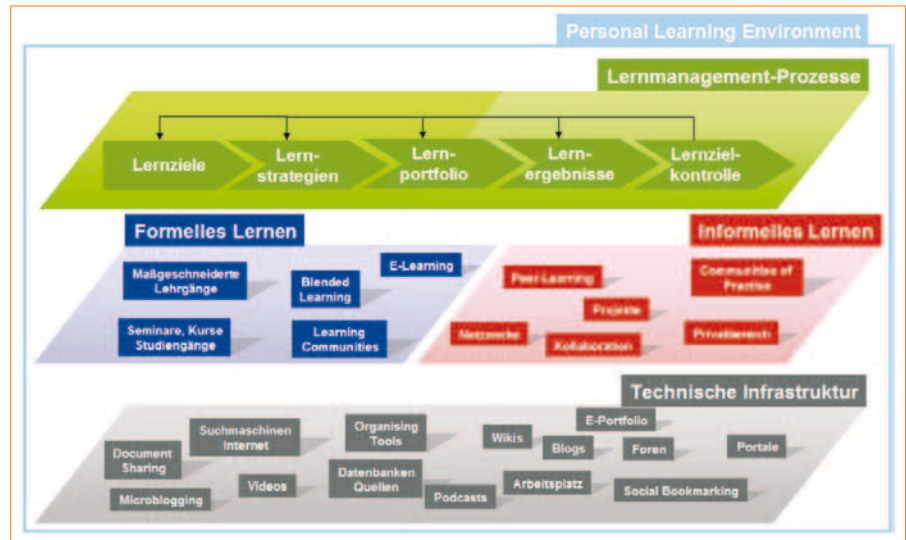 Personal Learning Environment
Lernmanagement-Prozesse
Lernziele
Lern-
strategien
Lern-
portfolio
Lern-
ergebnisse
Lernziel-
kontrolle
Formelles Lernen
Maßgeschneiderte
Lehrgänge
Blended
Learning
E-Learning
Seminare, Kurse
Studiengänge
Learning
Communities
Informelles Lernen
Peer-Learning
Communities of
Practise
Projekte
Netzwerke
Kollaboration
Privatbereich
Technische Infrastruktur
Document
Sharing
Suchmaschinen
Internet
Organising
Tools
Wikis
E-Portfolio
Blogs
Foren
Portale
Microblogging
Videos
Datenbanken
Quellen
Podcasts
Arbeitsplatz
Social Bookmarking